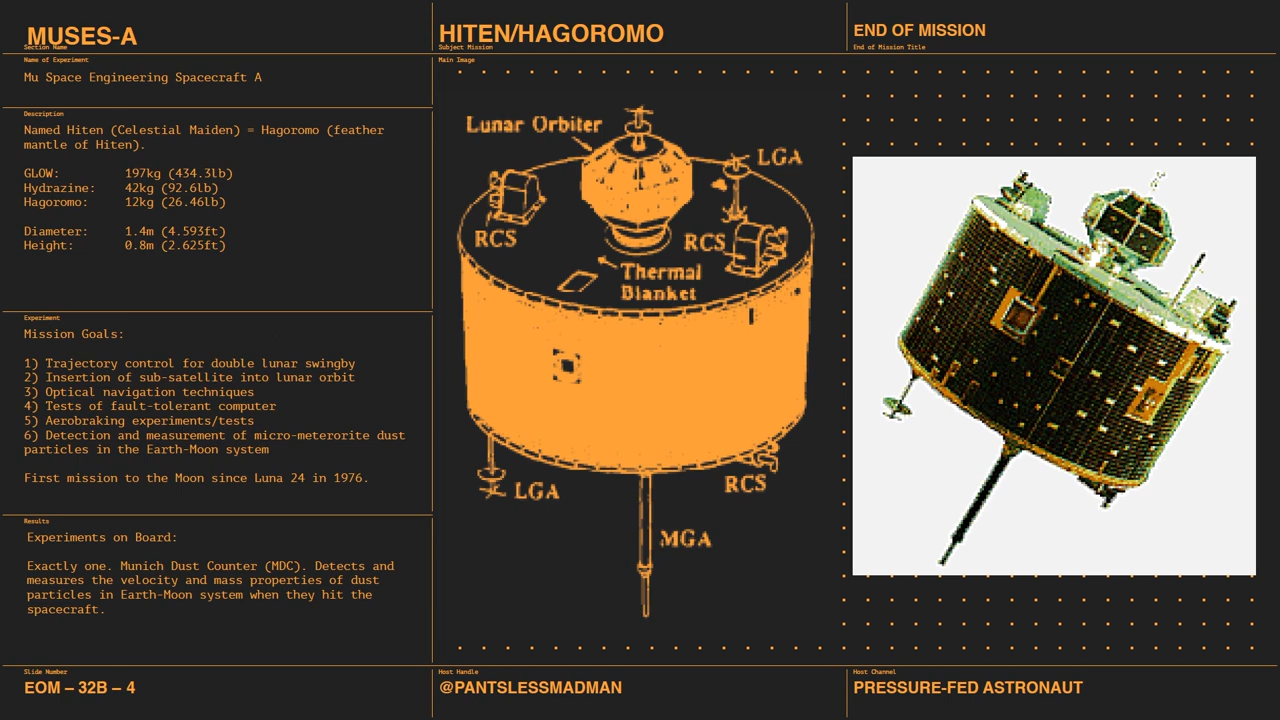 MUSES-A
Section Name
HITEN/HAGOROMO
Subject Mission
END OF MISSION
End of Mission Title
Name of Experiment
Mu Space Engineering Spacecraft A
Description
Named Hiten (Celestial Maiden) = Hagoromo (feather
mantle of Hiten).
GLOW: 197kg (434.3lb)
Hydrazine: 42kg (92.6lb)
Hagoromo: 12kg (26.46lb)
Diameter: 1.4m (4.593ft)
Height: 0.8m (2.625ft)
Experiment
Mission Goals:
1) Trajectory control for double lunar swingby
2) Insertion of sub-satellite into lunar orbit
3) Optical navigation techniques
4) Tests of fault-tolerant computer
5) Aerobraking experiments/tests
6) Detection and measurement of micro-meterorite dust
particles in the Earth-Moon system
First mission to the Moon since Luna 24 in 1976.
Results
Experiments on Board:
Exactly one. Munich Dust Counter (MDC). Detects and
measures the velocity and mass properties of dust
particles in Earth-Moon system when they hit the
spacecraft.
Main Image
Lunar Orbiter
LGA
RCS
RCS
Thermal
Blanket
LGA
RCS
MGA
Slide Number
EOM – 32B – 4
Host Handle
@PANTSLESSMADMAN
Host Channel
PRESSURE-FED ASTRONAUT